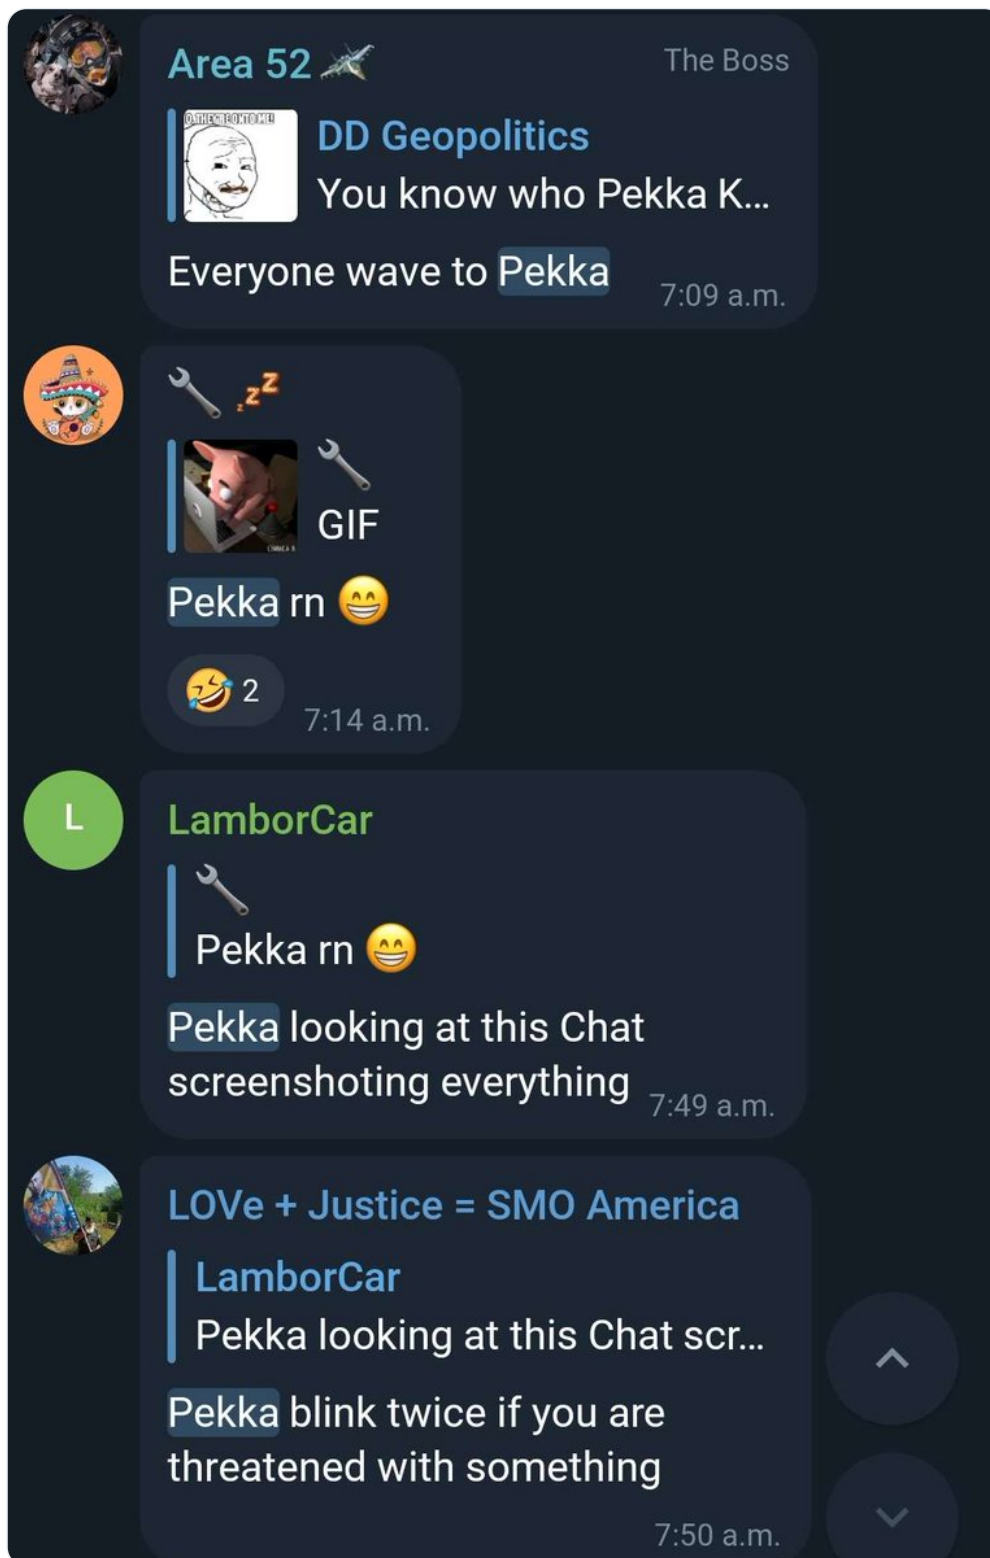 Area 52
The Boss
DD Geopolitics
You know who Pekka K...
Everyone wave to Pekka
7:09 a.m.
GIF
Pekka rn 😁
🤣 2
7:14 a.m.
L
LamborCar
Pekka rn 😁
Pekka looking at this Chat
screenshoting everything
7:49 a.m.
LOVe + Justice = SMO America
LamborCar
Pekka looking at this Chat scr...
Pekka blink twice if you are
threatened with something
7:50 a.m.